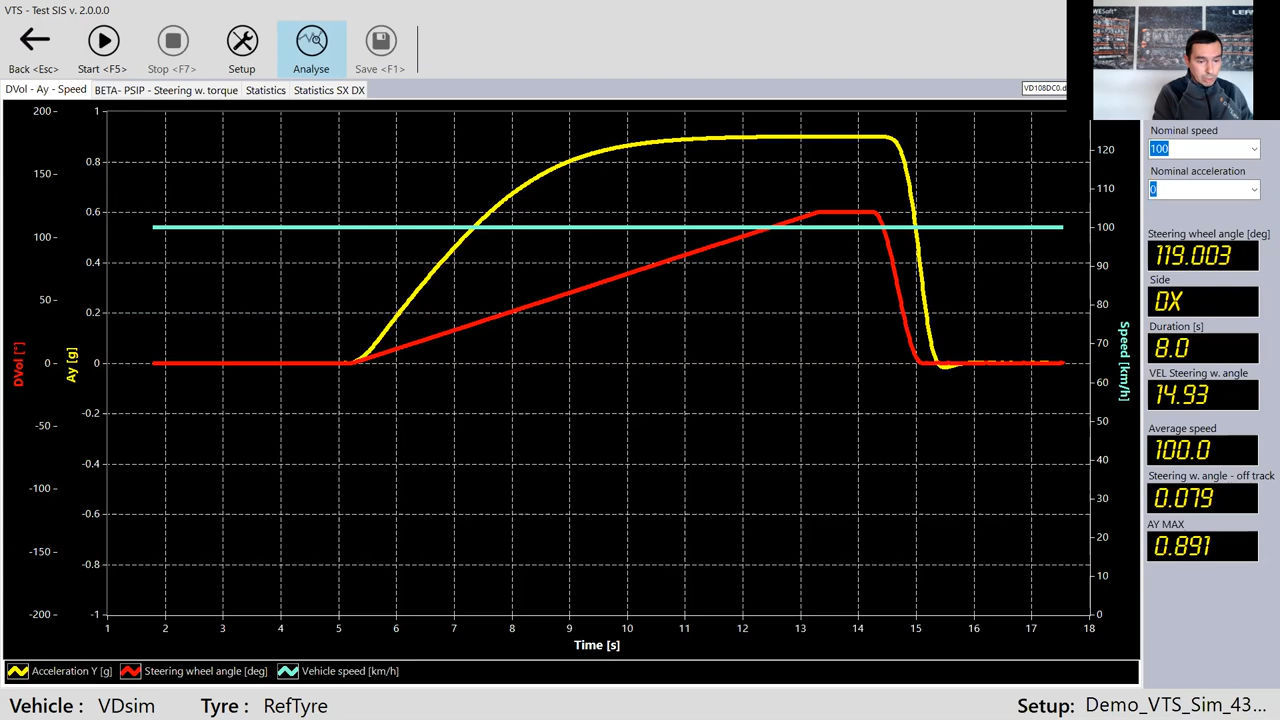 VTS - Test SIS v. 2.0.0.0
Back <Esc>
Start <F5>
Stop <F7>
Setup
Analyse
Save <F1>
DVol - Ay - Speed
BETA- PSIP - Steering w. torque
Statistics
Statistics SX DX
VD108DC0.d
200
150
100
50
0
-50
-100
-150
-200
DVol [°]
1
0.8
0.6
0.4
0.2
0
-0.2
-0.4
-0.6
-0.8
-1
Ay [g]
120
110
100
90
80
70
60
50
40
30
20
10
0
Speed [km/h]
1 2 3 4 5 6 7 8 9 10 11 12 13 14 15 16 17 18
Time [s]
Acceleration Y [g]
Steering wheel angle [deg]
Vehicle speed [km/h]
Nominal speed
100
Nominal acceleration
0
Steering wheel angle [deg]
119.003
Side
DX
Duration [s]
8.0
VEL Steering w. angle
14.93
Average speed
100.0
Steering w. angle - off track
0.079
AY MAX
0.891
Vehicle : VDsim
Tyre : RefTyre
Setup: Demo_VTS_Sim_43...